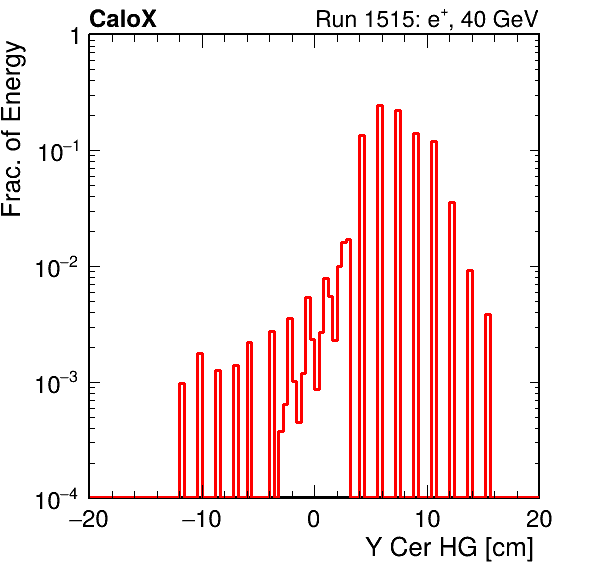 CaloX Run 1515: e⁺, 40 GeV
Frac. of Energy
1
10⁻¹
10⁻²
10⁻³
10⁻⁴
−20 −10 0 10 20
Y Cer HG [cm]